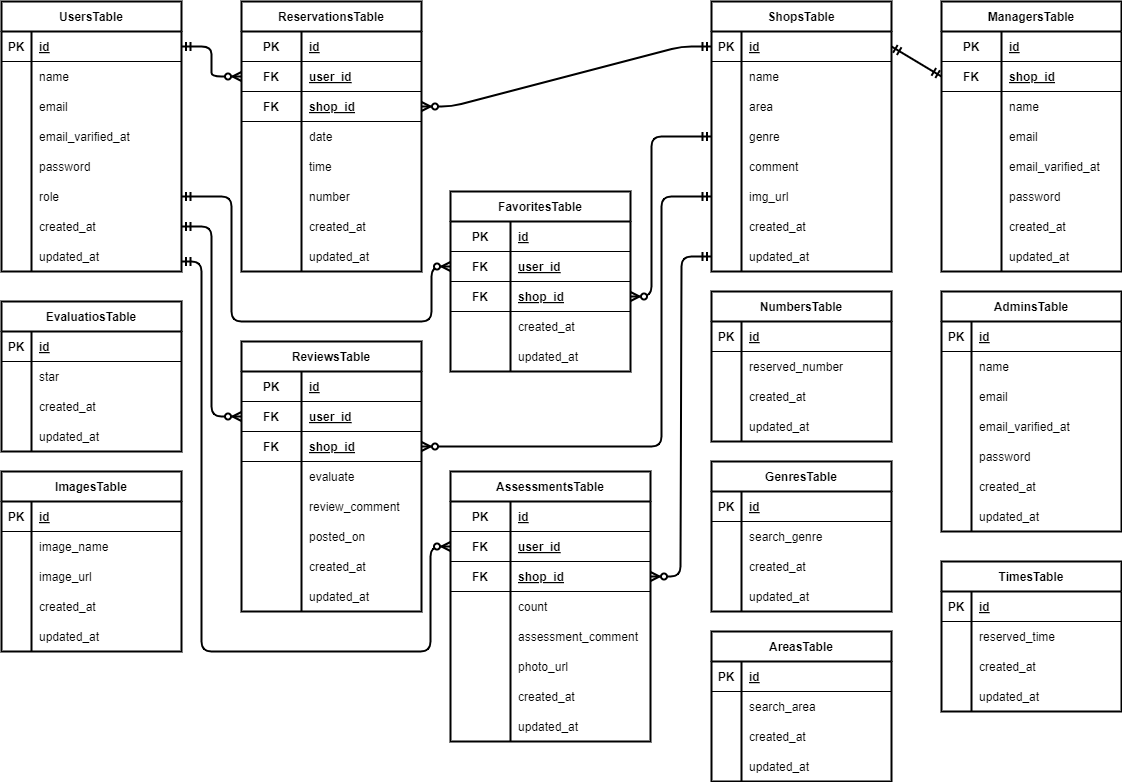 UsersTable
PK id
name
email
email_varified_at
password
role
created_at
updated_at
ReservationsTable
PK id
FK user_id
FK shop_id
date
time
number
created_at
updated_at
ShopsTable
PK id
name
area
genre
comment
img_url
created_at
updated_at
ManagersTable
PK id
FK shop_id
name
email
email_varified_at
password
created_at
updated_at
FavoritesTable
PK id
FK user_id
FK shop_id
created_at
updated_at
EvaluatiosTable
PK id
star
created_at
updated_at
ReviewsTable
PK id
FK user_id
FK shop_id
evaluate
review_comment
posted_on
created_at
updated_at
NumbersTable
PK id
reserved_number
created_at
updated_at
AdminsTable
PK id
name
email
email_varified_at
password
created_at
updated_at
ImagesTable
PK id
image_name
image_url
created_at
updated_at
AssessmentsTable
PK id
FK user_id
FK shop_id
count
assessment_comment
photo_url
created_at
updated_at
GenresTable
PK id
search_genre
created_at
updated_at
TimesTable
PK id
reserved_time
created_at
updated_at
AreasTable
PK id
search_area
created_at
updated_at